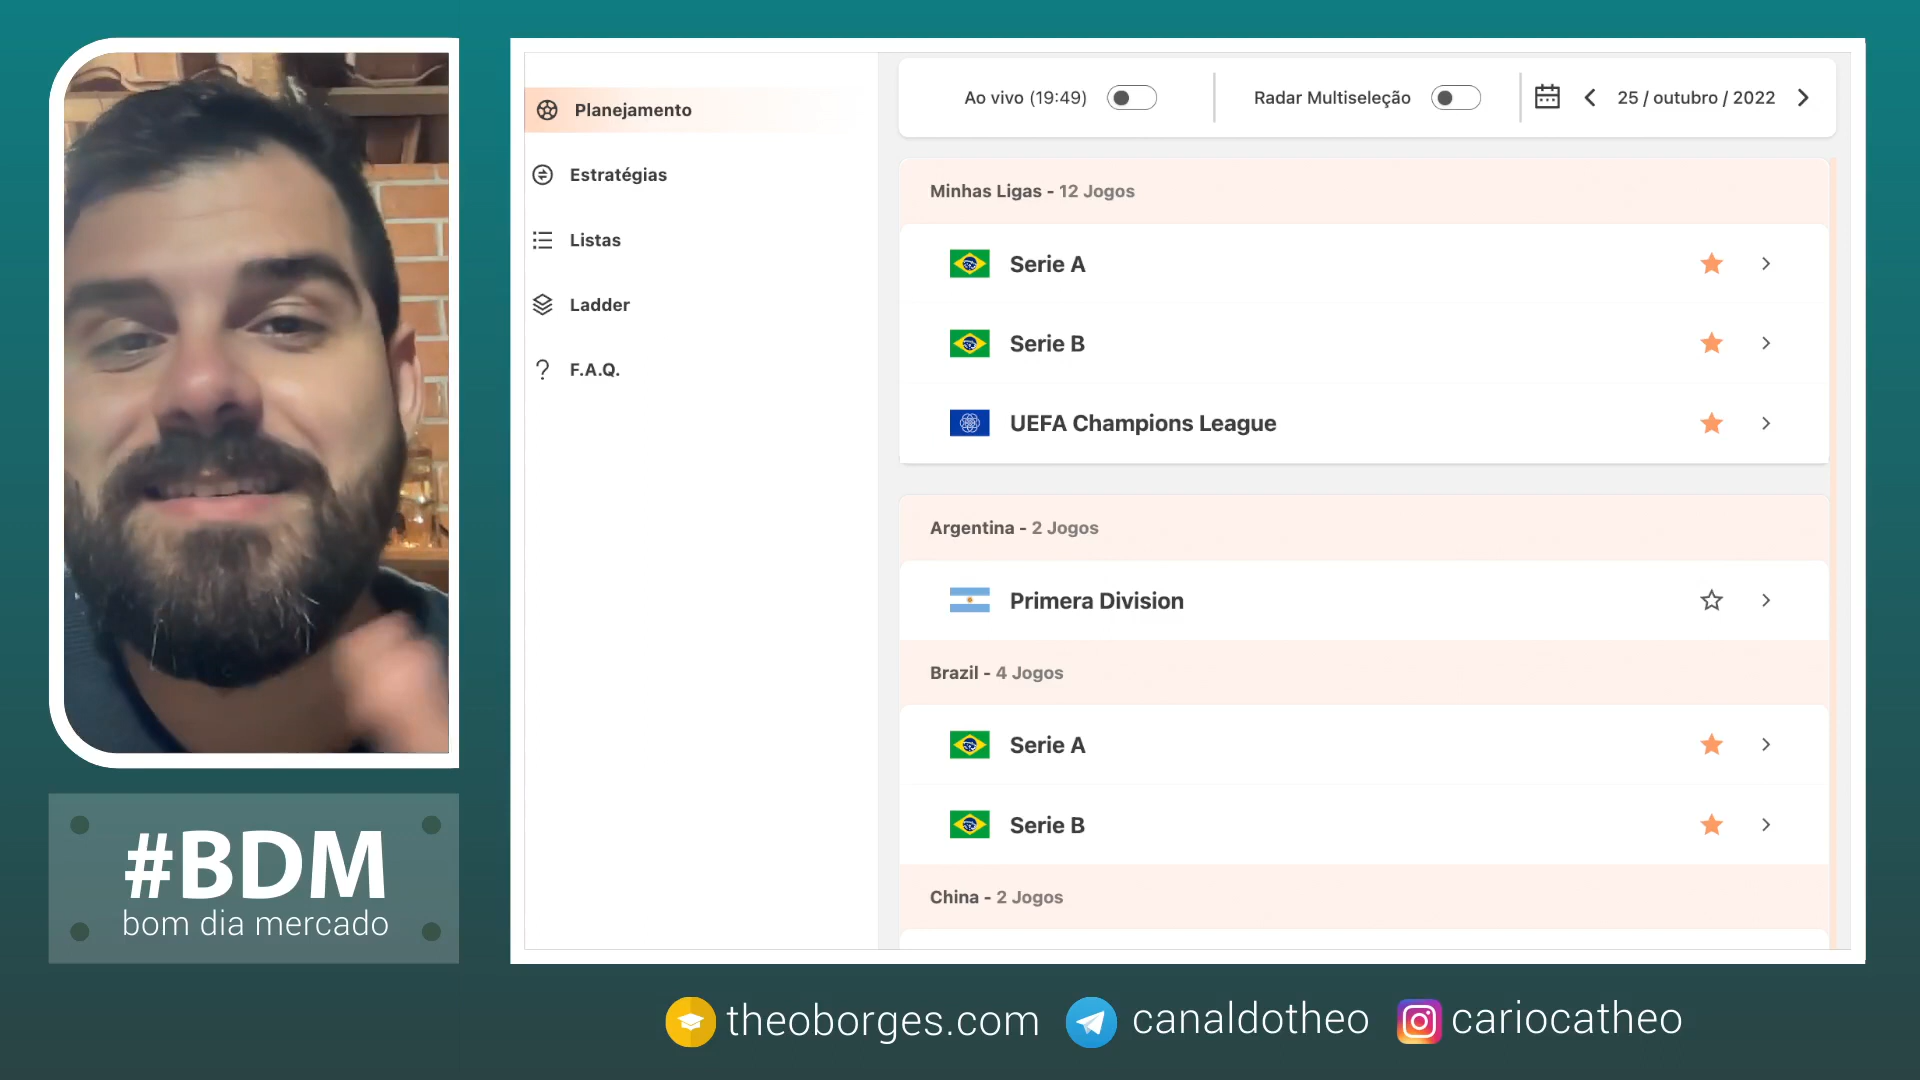 Planejamento
Estratégias
Listas
Ladder
F.A.Q.
Ao vivo (19:49)
Radar Multiseleção
25 / outubro / 2022
Minhas Ligas - 12 Jogos
Serie A
Serie B
UEFA Champions League
Argentina - 2 Jogos
Primera Division
Brazil - 4 Jogos
Serie A
Serie B
China - 2 Jogos
#BDM
bom dia mercado
theoborges.com
canaldotheo
cariocatheo